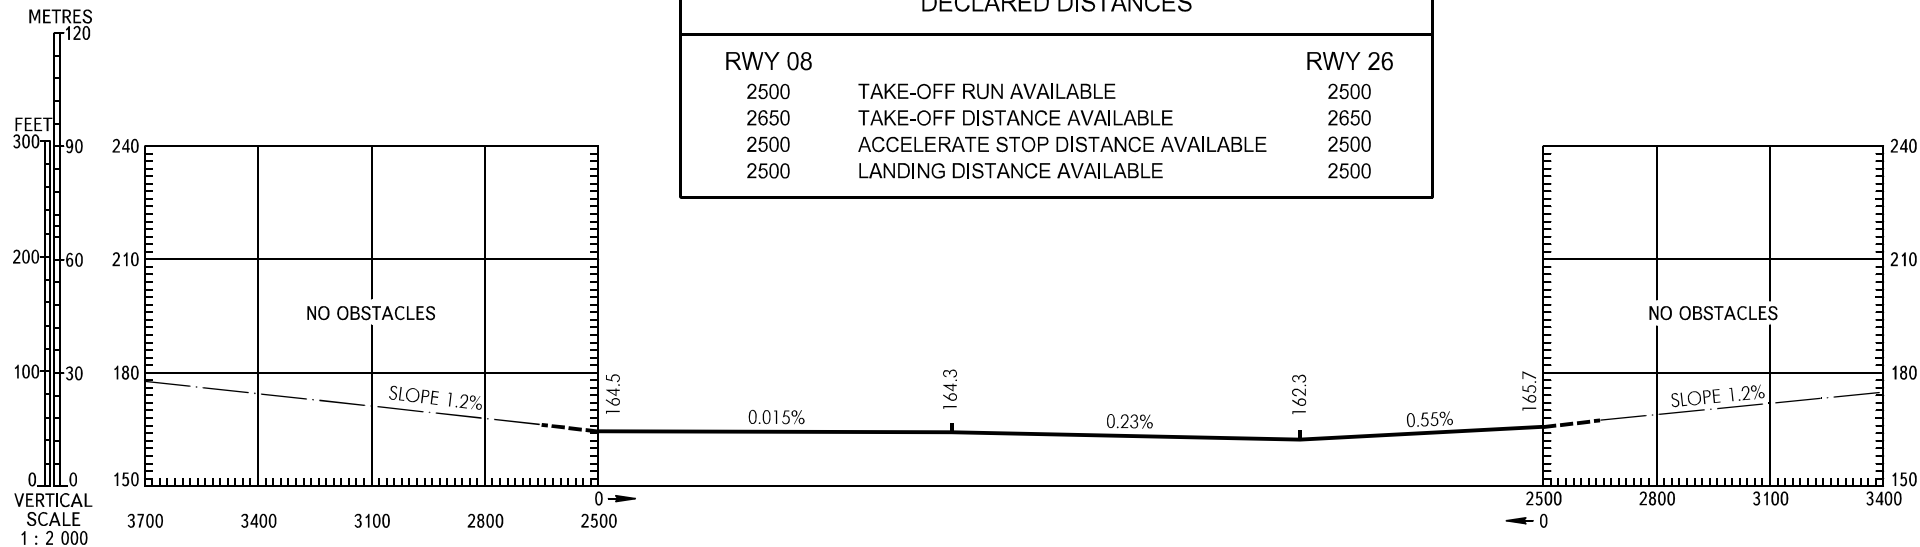 DECLARED DISTANCES
RWY 08 RWY 26
2500 TAKE-OFF RUN AVAILABLE 2500
2650 TAKE-OFF DISTANCE AVAILABLE 2650
2500 ACCELERATE STOP DISTANCE AVAILABLE 2500
2500 LANDING DISTANCE AVAILABLE 2500
METRES
120
FEET
300 90
200 60
100 30
0 0
VERTICAL
SCALE
1 : 2 000
240
210
180
150
NO OBSTACLES
SLOPE 1.2%
3700 3400 3100 2800 2500
0
164.5
0.015%
164.3
0.23%
162.3
0.55%
165.7
NO OBSTACLES
SLOPE 1.2%
240
210
180
150
2500 2800 3100 3400
0